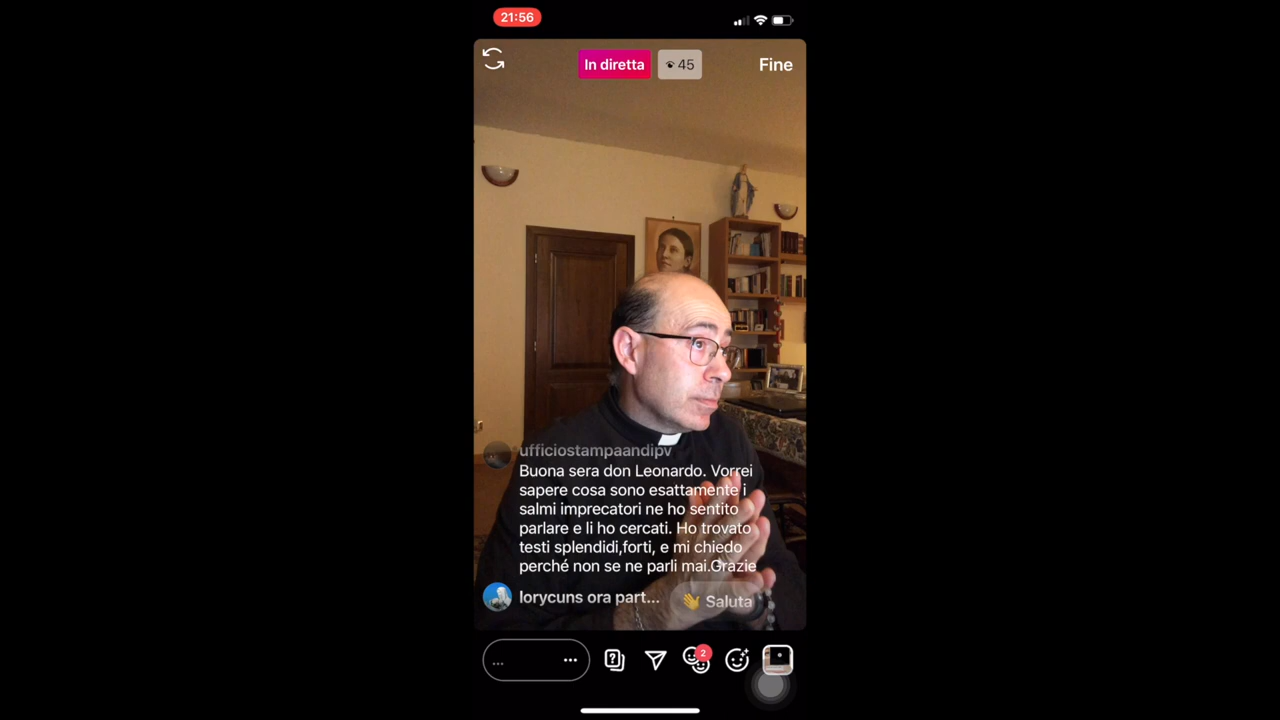 21:56
In diretta
45
Fine
ufficiostampaandipv
Buona sera don Leonardo. Vorrei
sapere cosa sono esattamente i
salmi imprecatori ne ho sentito
parlare e li ho cercati. Ho trovato
testi splendidi,forti, e mi chiedo
perché non se ne parli mai.Grazie
lorycuns ora part...
👋 Saluta
...
2